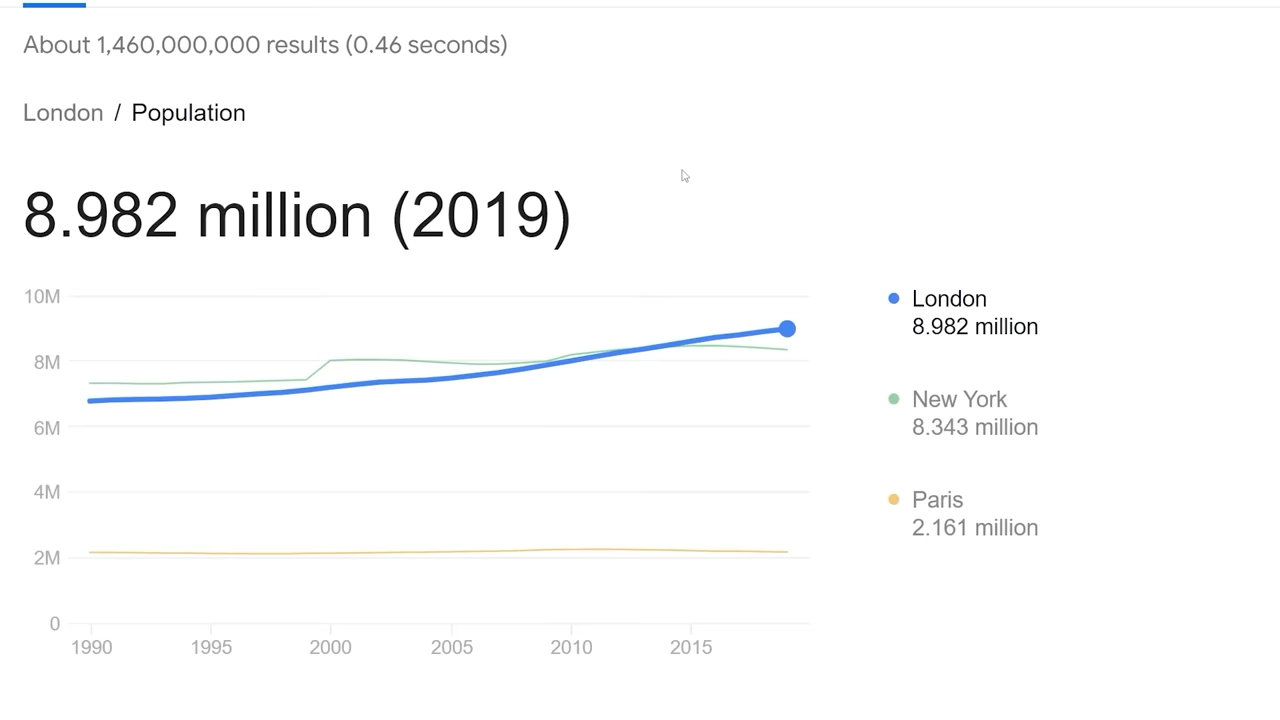 About 1,460,000,000 results (0.46 seconds)
London / Population
8.982 million (2019)
10M
8M
6M
4M
2M
0
1990 1995 2000 2005 2010 2015
London
8.982 million
New York
8.343 million
Paris
2.161 million